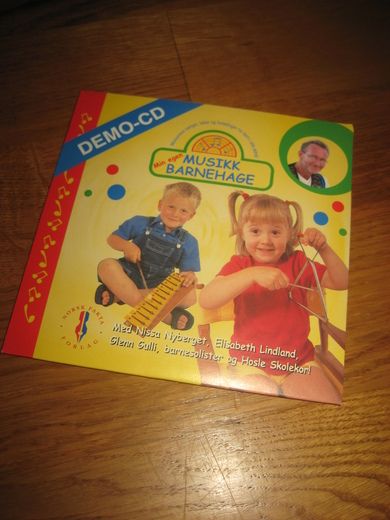 DEMO-CD
Min egen
MUSIKK
BARNEHAGE
NORSK FAKTA
FORLAG
Med Nissa Nyberget, Elisabeth Lindland,
Glenn Gulli, barnesolister og Hosle Skolekor!